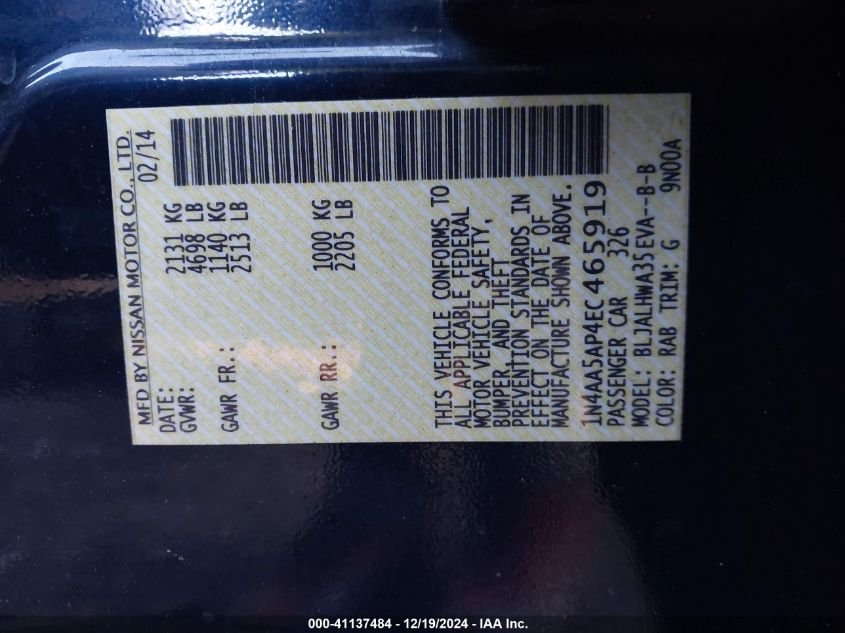 MFD BY NISSAN MOTOR CO., LTD.
DATE: 02/14
GVWR: 2131 KG
4698 LB
GAWR FR.: 1140 KG
2513 LB
GAWR RR.: 1000 KG
2205 LB
THIS VEHICLE CONFORMS TO
ALL APPLICABLE FEDERAL
MOTOR VEHICLE SAFETY,
BUMPER, AND THEFT
PREVENTION STANDARDS IN
EFFECT ON THE DATE OF
MANUFACTURE SHOWN ABOVE.
1N4AA5AP4EC465919
PASSENGER CAR 326
MODEL: BLJALHWA35EVA--B-B
COLOR: RAB TRIM: G 9N00A
000-41137484 - 12/19/2024 - IAA Inc.